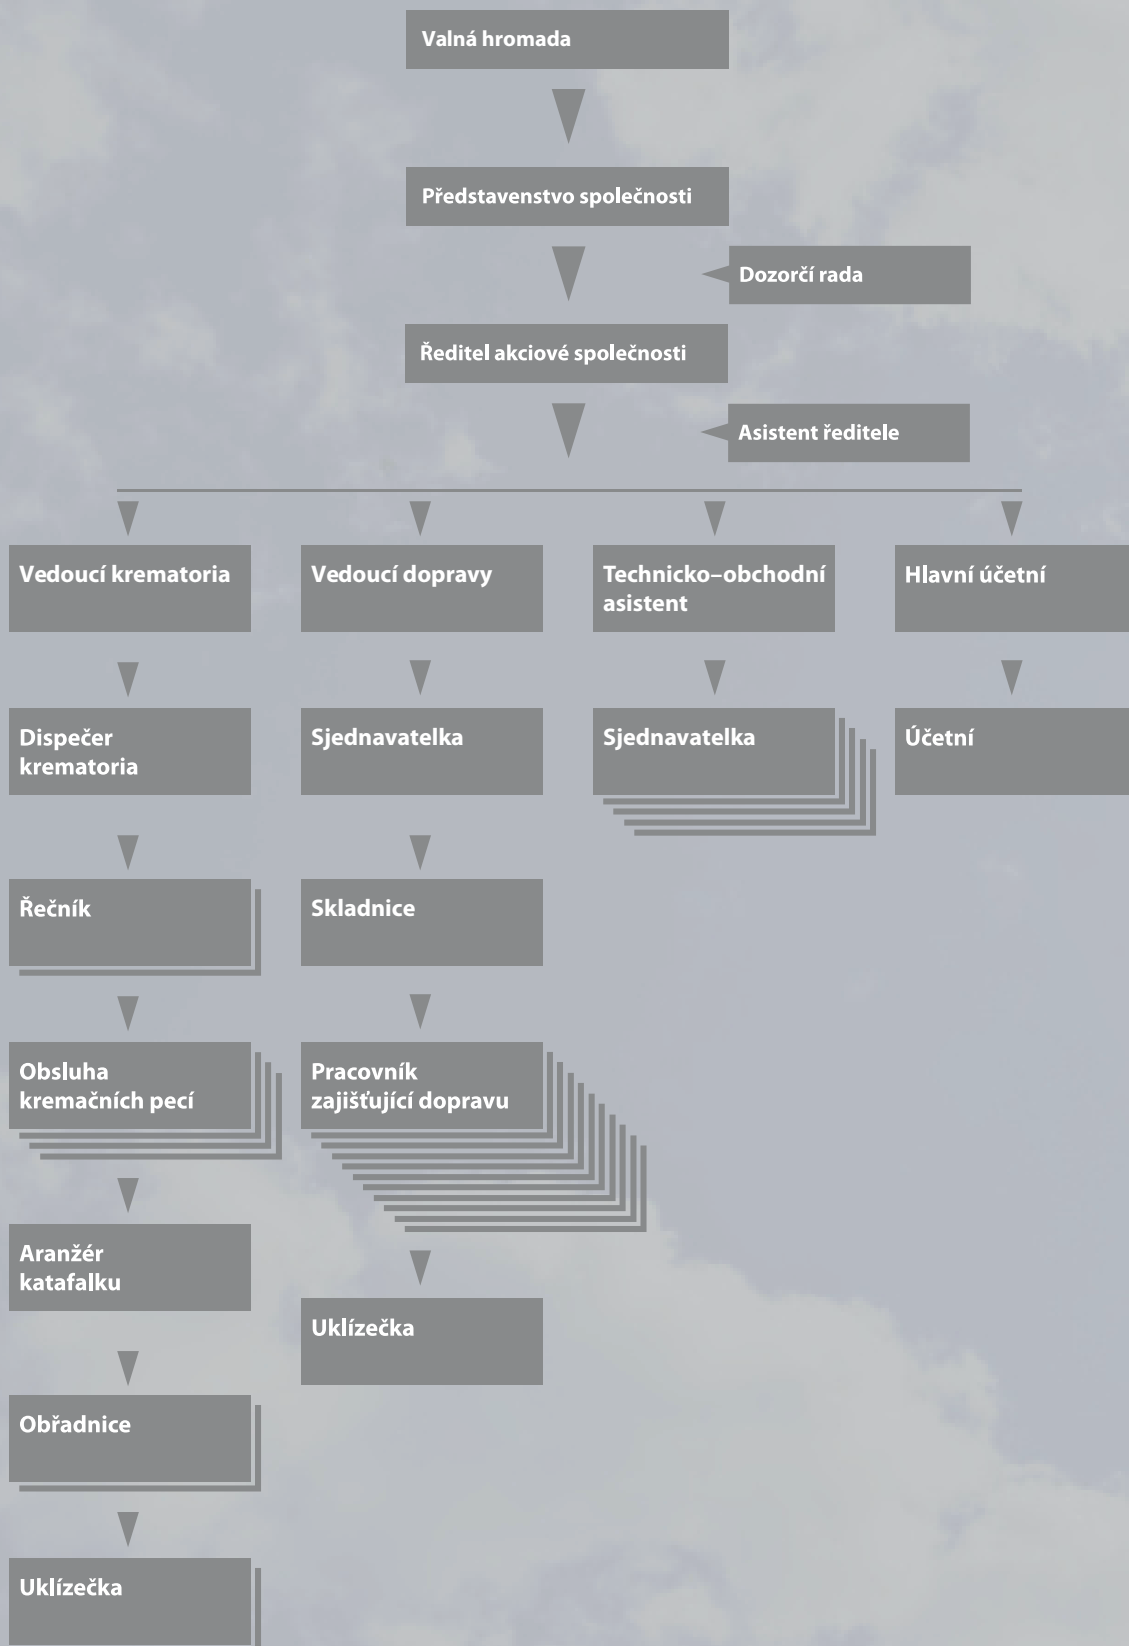 Valná hromada
Představenstvo společnosti
Dozorčí rada
Ředitel akciové společnosti
Asistent ředitele
Vedoucí krematoria
Vedoucí dopravy
Technicko–obchodní
asistent
Hlavní účetní
Dispečer
krematoria
Sjednavatelka
Sjednavatelka
Účetní
Řečník
Skladnice
Obsluha
kremačních pecí
Pracovník
zajišťující dopravu
Aranžér
katafalku
Uklízečka
Obřadnice
Uklízečka